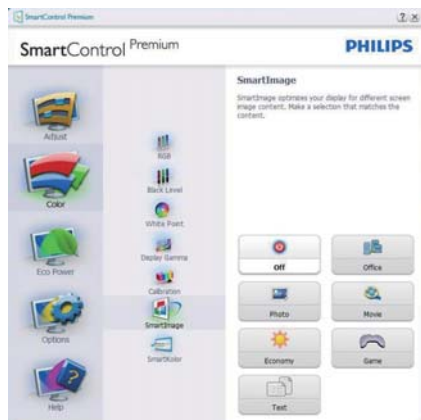 SmartControl Premium
? x
SmartControl Premium
PHILIPS
Adjust
Color
Eco Power
Options
Help
RGB
Black Level
White Point
Display Gamma
Calibration
SmartImage
SmartKolor
SmartImage
SmartImage optimizes your display for different screen
image content. Make a selection that matches the
content.
Off
Office
Photo
Movie
Economy
Game
Text